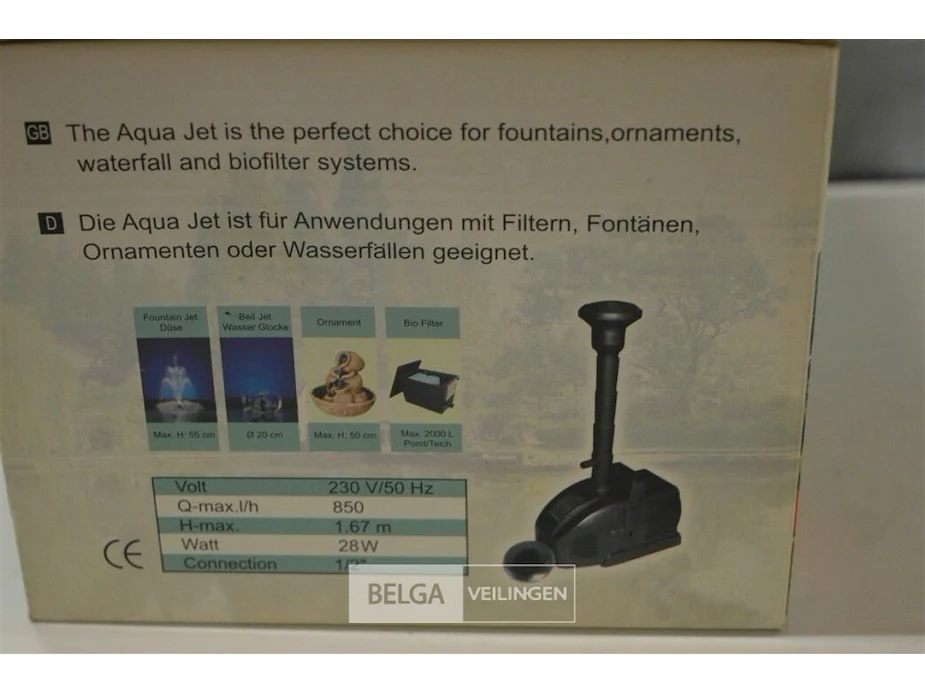 GB The Aqua Jet is the perfect choice for fountains,ornaments,
waterfall and biofilter systems.
D Die Aqua Jet ist für Anwendungen mit Filtern, Fontänen,
Ornamenten oder Wasserfällen geeignet.
Fountain Jet
Düse
Bell Jet
Wasser Glocke
Ornament
Bio Filter
Max. H: 55 cm
Ø 20 cm
Max. H: 50 cm
Max. 2000 L
Pond/Teich
Volt 230 V/50 Hz
Q-max.l/h 850
H-max. 1.67 m
Watt 28W
Connection 1/2"
CE
BELGA VEILINGEN